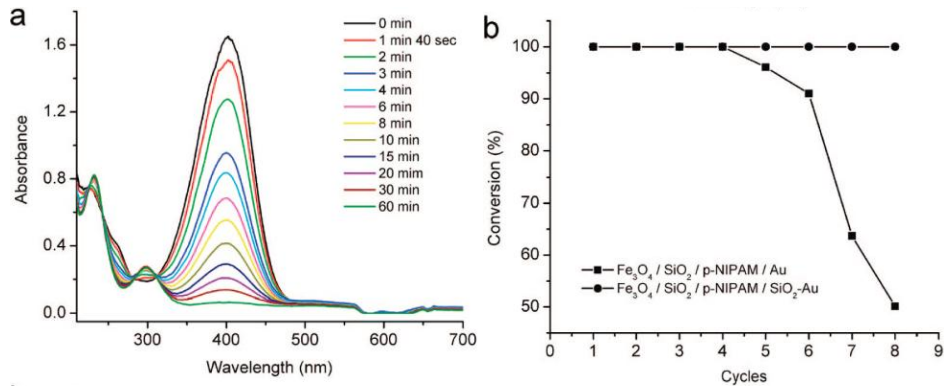 a
0 min
1 min 40 sec
2 min
3 min
4 min
6 min
8 min
10 min
15 min
20 mim
30 min
60 min
1.6
1.2
0.8
0.4
0.0
Absorbance
300 400 500 600 700
Wavelength (nm)
b
100
90
80
70
60
50
Conversion (%)
Fe₃O₄ / SiO₂ / p-NIPAM / Au
Fe₃O₄ / SiO₂ / p-NIPAM / SiO₂-Au
0 1 2 3 4 5 6 7 8 9
Cycles